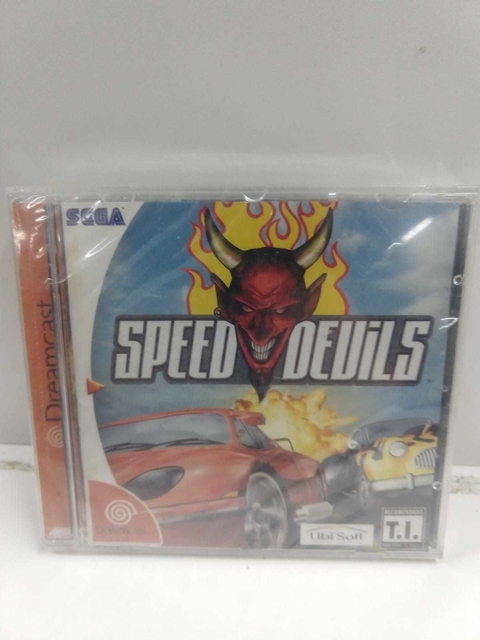 SEGA
Dreamcast
SPEED DEViLS
Dreamcast
Ubi Soft
T.I.